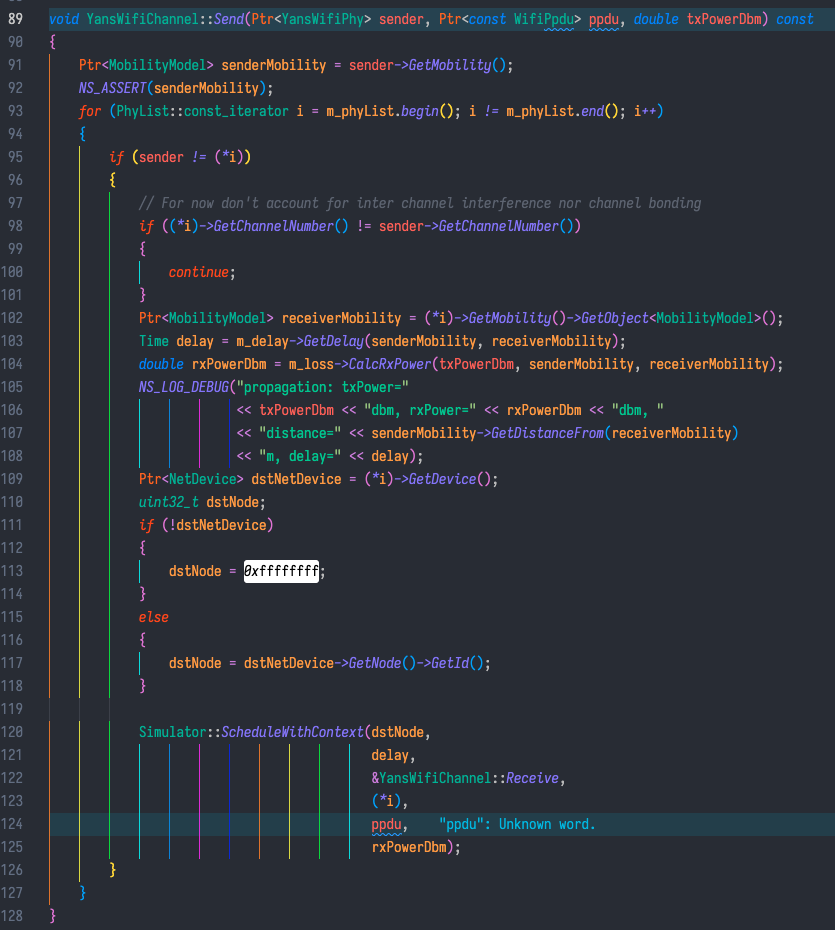 89 void YansWifiChannel::Send(Ptr<YansWifiPhy> sender, Ptr<const WifiPpdu> ppdu, double txPowerDbm) const
90 {
91     Ptr<MobilityModel> senderMobility = sender->GetMobility();
92     NS_ASSERT(senderMobility);
93     for (PhyList::const_iterator i = m_phyList.begin(); i != m_phyList.end(); i++)
94     {
95         if (sender != (*i))
96         {
97             // For now don't account for inter channel interference nor channel bonding
98             if ((*i)->GetChannelNumber() != sender->GetChannelNumber())
99             {
100                 continue;
101             }
102             Ptr<MobilityModel> receiverMobility = (*i)->GetMobility()->GetObject<MobilityModel>();
103             Time delay = m_delay->GetDelay(senderMobility, receiverMobility);
104             double rxPowerDbm = m_loss->CalcRxPower(txPowerDbm, senderMobility, receiverMobility);
105             NS_LOG_DEBUG("propagation: txPower="
106                          << txPowerDbm << "dbm, rxPower=" << rxPowerDbm << "dbm, "
107                          << "distance=" << senderMobility->GetDistanceFrom(receiverMobility)
108                          << "m, delay=" << delay);
109             Ptr<NetDevice> dstNetDevice = (*i)->GetDevice();
110             uint32_t dstNode;
111             if (!dstNetDevice)
112             {
113                 dstNode = 0xffffffff;
114             }
115             else
116             {
117                 dstNode = dstNetDevice->GetNode()->GetId();
118             }
119
120             Simulator::ScheduleWithContext(dstNode,
121                                            delay,
122                                            &YansWifiChannel::Receive,
123                                            (*i),
124                                            ppdu,    "ppdu": Unknown word.
125                                            rxPowerDbm);
126         }
127     }
128 }